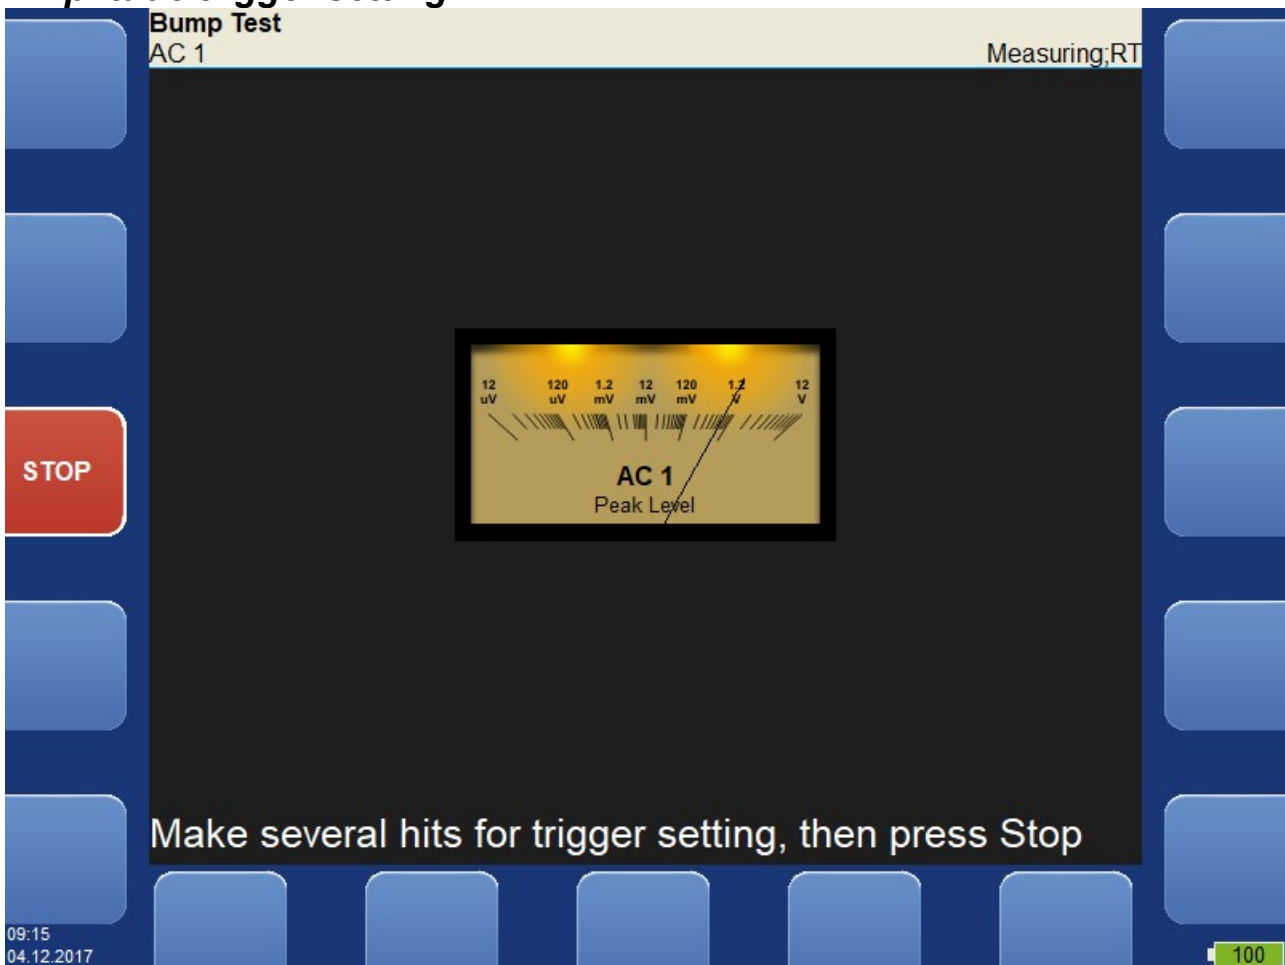 trigger setting
Bump Test
AC 1
Measuring;RT
12 uV
120 uV
1.2 mV
12 mV
120 mV
1.2 V
12 V
AC 1
Peak Level
STOP
Make several hits for trigger setting, then press Stop
09:15
04.12.2017
100